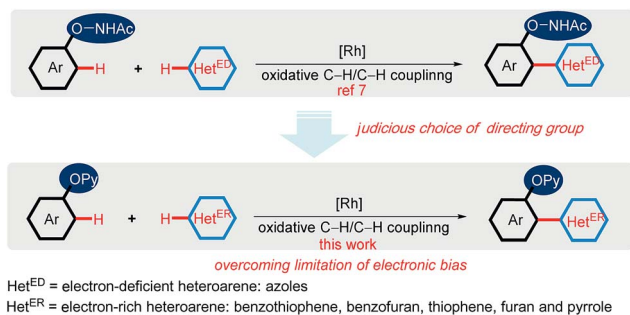 O–NHAc
Ar
H
+
H
Het^ED
[Rh]
oxidative C–H/C–H couplinng
ref 7
O–NHAc
Ar
Het^ED
judicious choice of directing group
OPy
Ar
H
+
H
Het^ER
[Rh]
oxidative C–H/C–H couplinng
this work
OPy
Ar
Het^ER
overcoming limitation of electronic bias
Het^ED = electron-deficient heteroarene: azoles
Het^ER = electron-rich heteroarene: benzothiophene, benzofuran, thiophene, furan and pyrrole